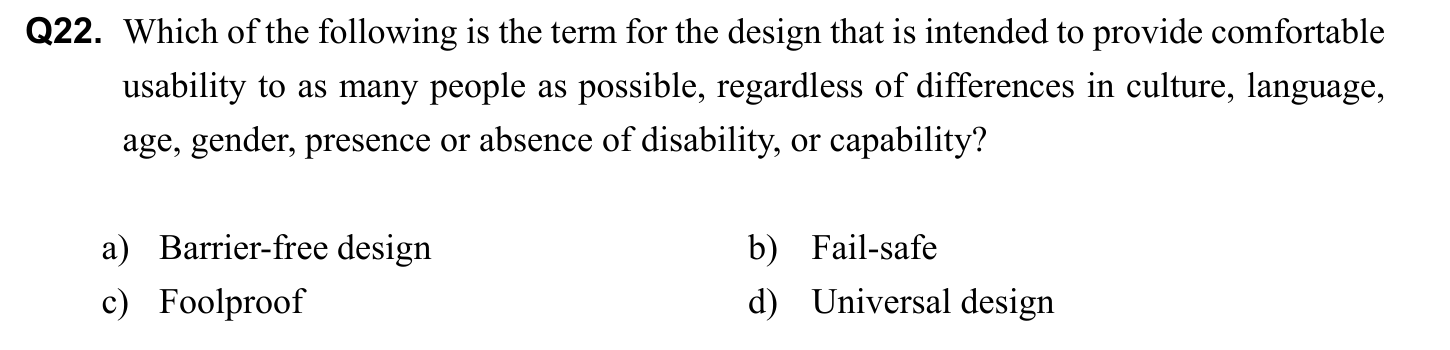 Q22. Which of the following is the term for the design that is intended to provide comfortable
usability to as many people as possible, regardless of differences in culture, language,
age, gender, presence or absence of disability, or capability?
a) Barrier-free design b) Fail-safe
c) Foolproof d) Universal design